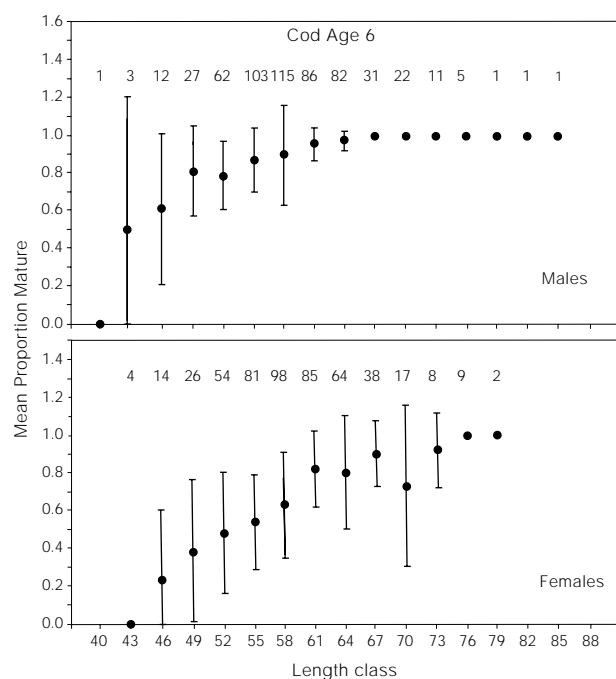 Cod Age 6
1 3 12 27 62 103 115 86 82 31 22 11 5 1 1 1
1.6
1.4
1.2
1.0
0.8
0.6
0.4
0.2
0.0
Males
Mean Proportion Mature
4 14 26 54 81 98 85 64 38 17 8 9 2
1.4
1.2
1.0
0.8
0.6
0.4
0.2
0.0
Females
40 43 46 49 52 55 58 61 64 67 70 73 76 79 82 85 88
Length class